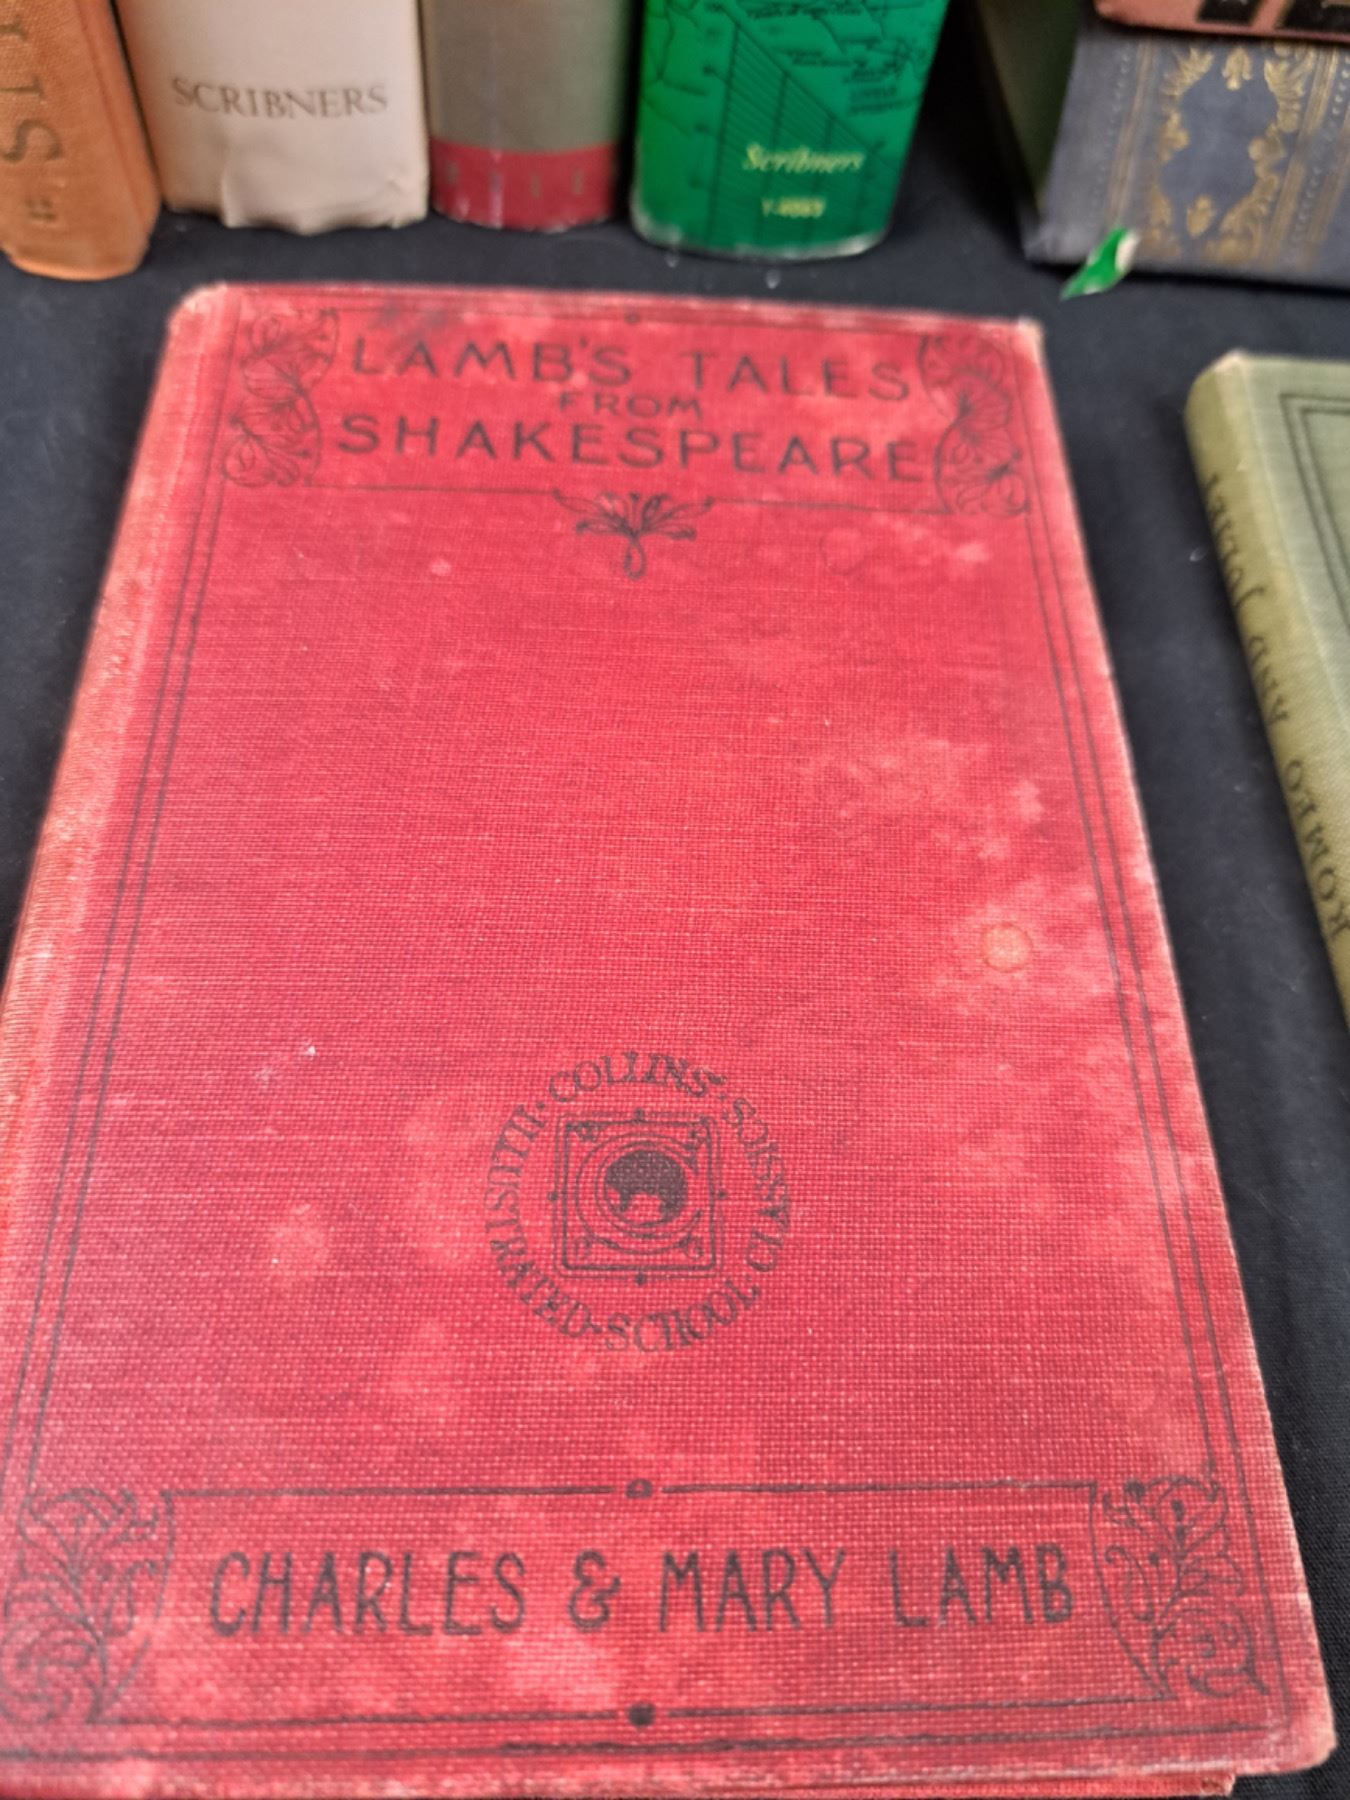 SCRIBNERS
Scribners
LAMB'S TALES
FROM
SHAKESPEARE
COLLINS' · ILLUSTRATED · SCHOOL · CLASSICS
CHARLES & MARY LAMB
ROMEO AND JULIET